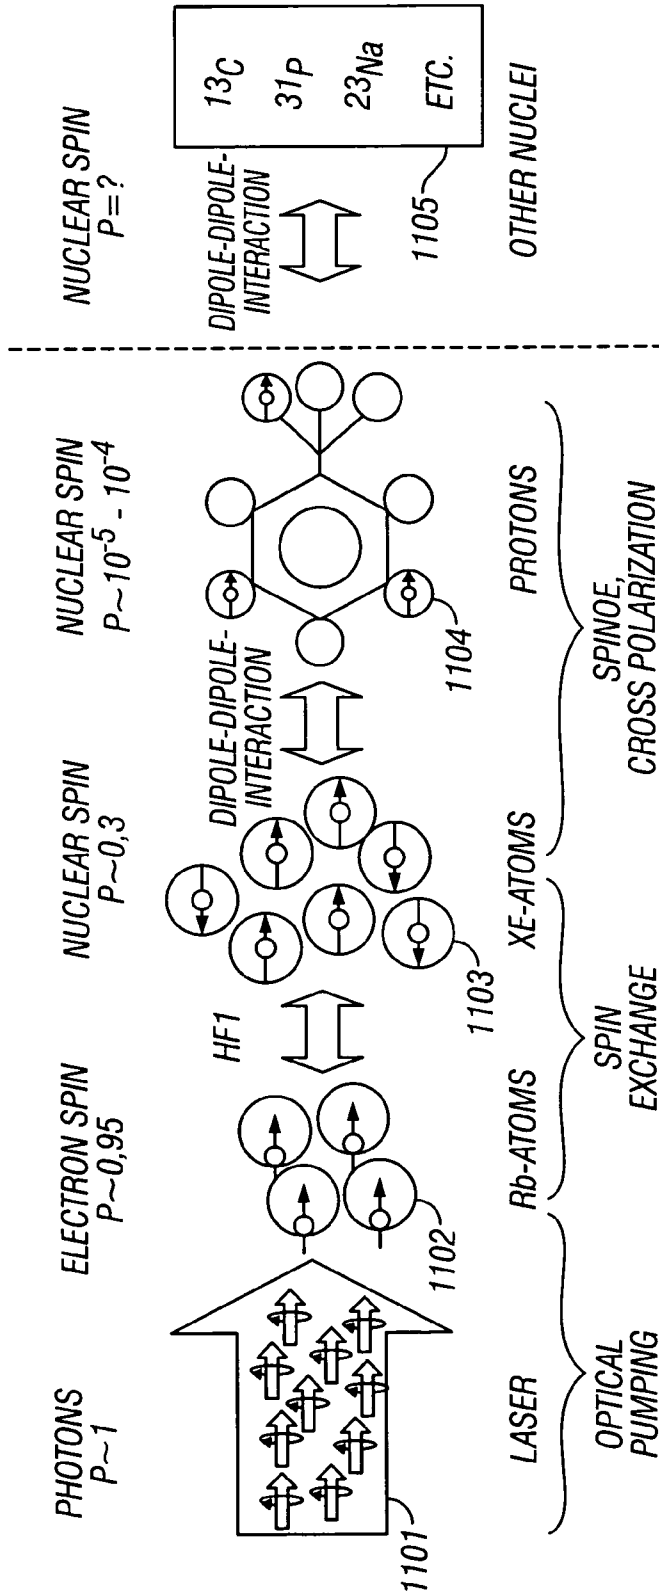 PHOTONS
P~1
ELECTRON SPIN
P~0,95
NUCLEAR SPIN
P~0,3
NUCLEAR SPIN
P~10-5 - 10-4
NUCLEAR SPIN
P=?
HF1
DIPOLE-DIPOLE-
INTERACTION
DIPOLE-DIPOLE-
INTERACTION
13C
31P
23Na
ETC.
1101
1102
1103
1104
1105
LASER
Rb-ATOMS
XE-ATOMS
PROTONS
OTHER NUCLEI
OPTICAL
PUMPING
SPIN
EXCHANGE
SPINOE,
CROSS POLARIZATION